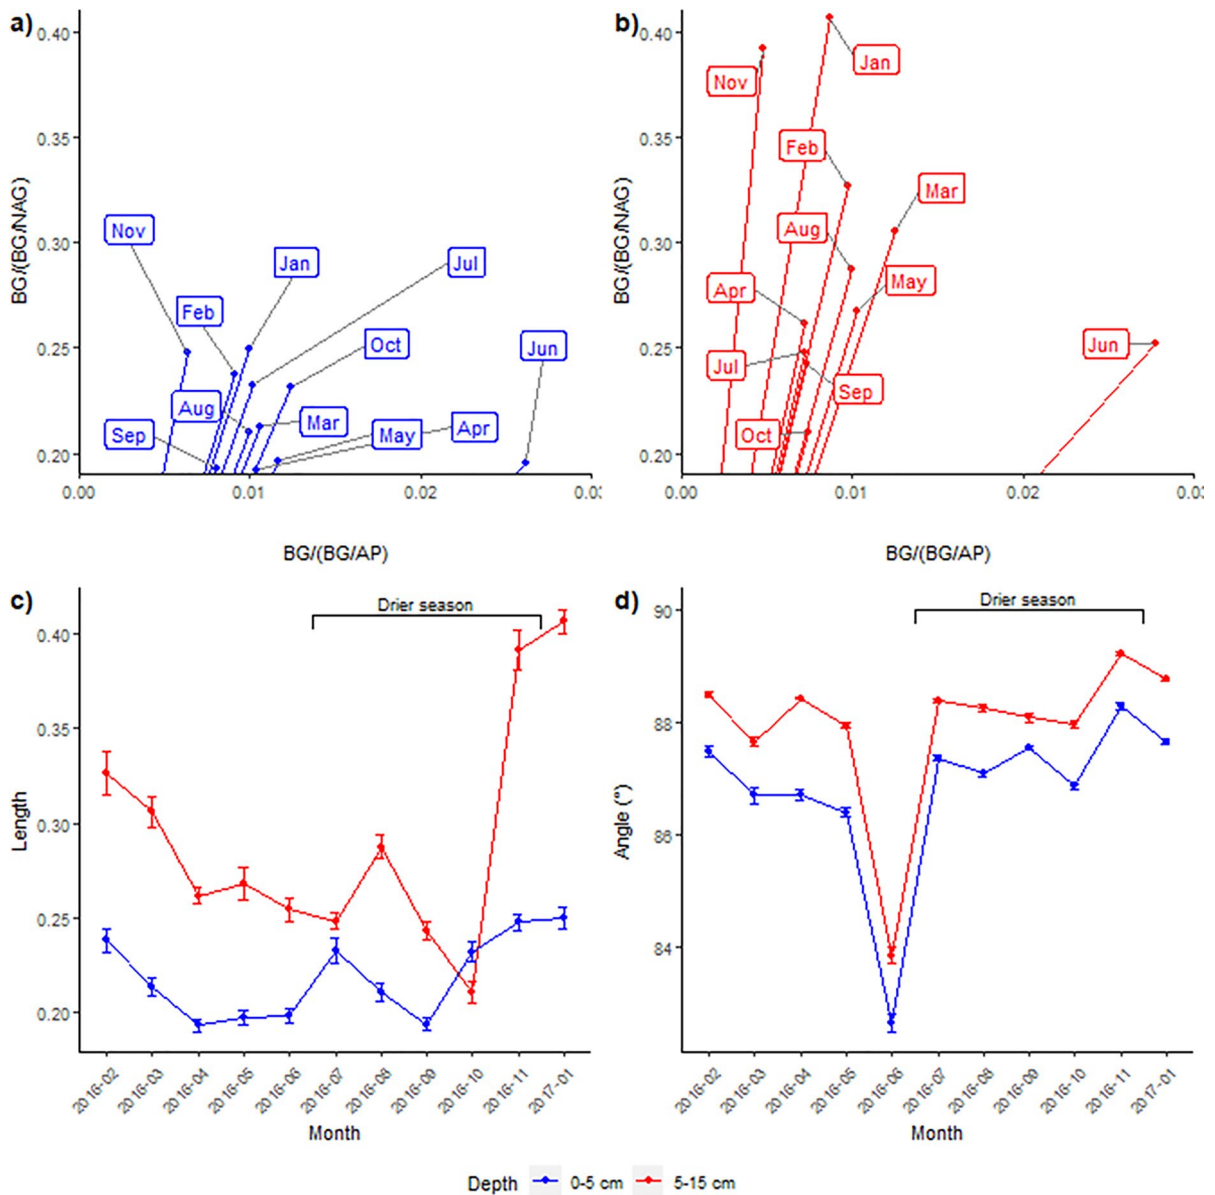 a)
0.40
0.35
0.30
0.25
0.20
BG/(BG/NAG)
Nov
Jan
Jul
Feb
Oct
Jun
Aug
Mar
Sep
May
Apr
0.00
0.01
0.02
0.03
BG/(BG/AP)
b)
0.40
0.35
0.30
0.25
0.20
BG/(BG/NAG)
Nov
Jan
Feb
Mar
Aug
May
Apr
Jun
Jul
Sep
Oct
0.00
0.01
0.02
0.03
BG/(BG/AP)
c)
Drier season
0.40
0.35
0.30
0.25
0.20
Length
2016-02
2016-03
2016-04
2016-05
2016-06
2016-07
2016-08
2016-09
2016-10
2016-11
2017-01
Month
d)
Drier season
90
88
86
84
Angle (°)
2016-02
2016-03
2016-04
2016-05
2016-06
2016-07
2016-08
2016-09
2016-10
2016-11
2017-01
Month
Depth 0-5 cm 5-15 cm